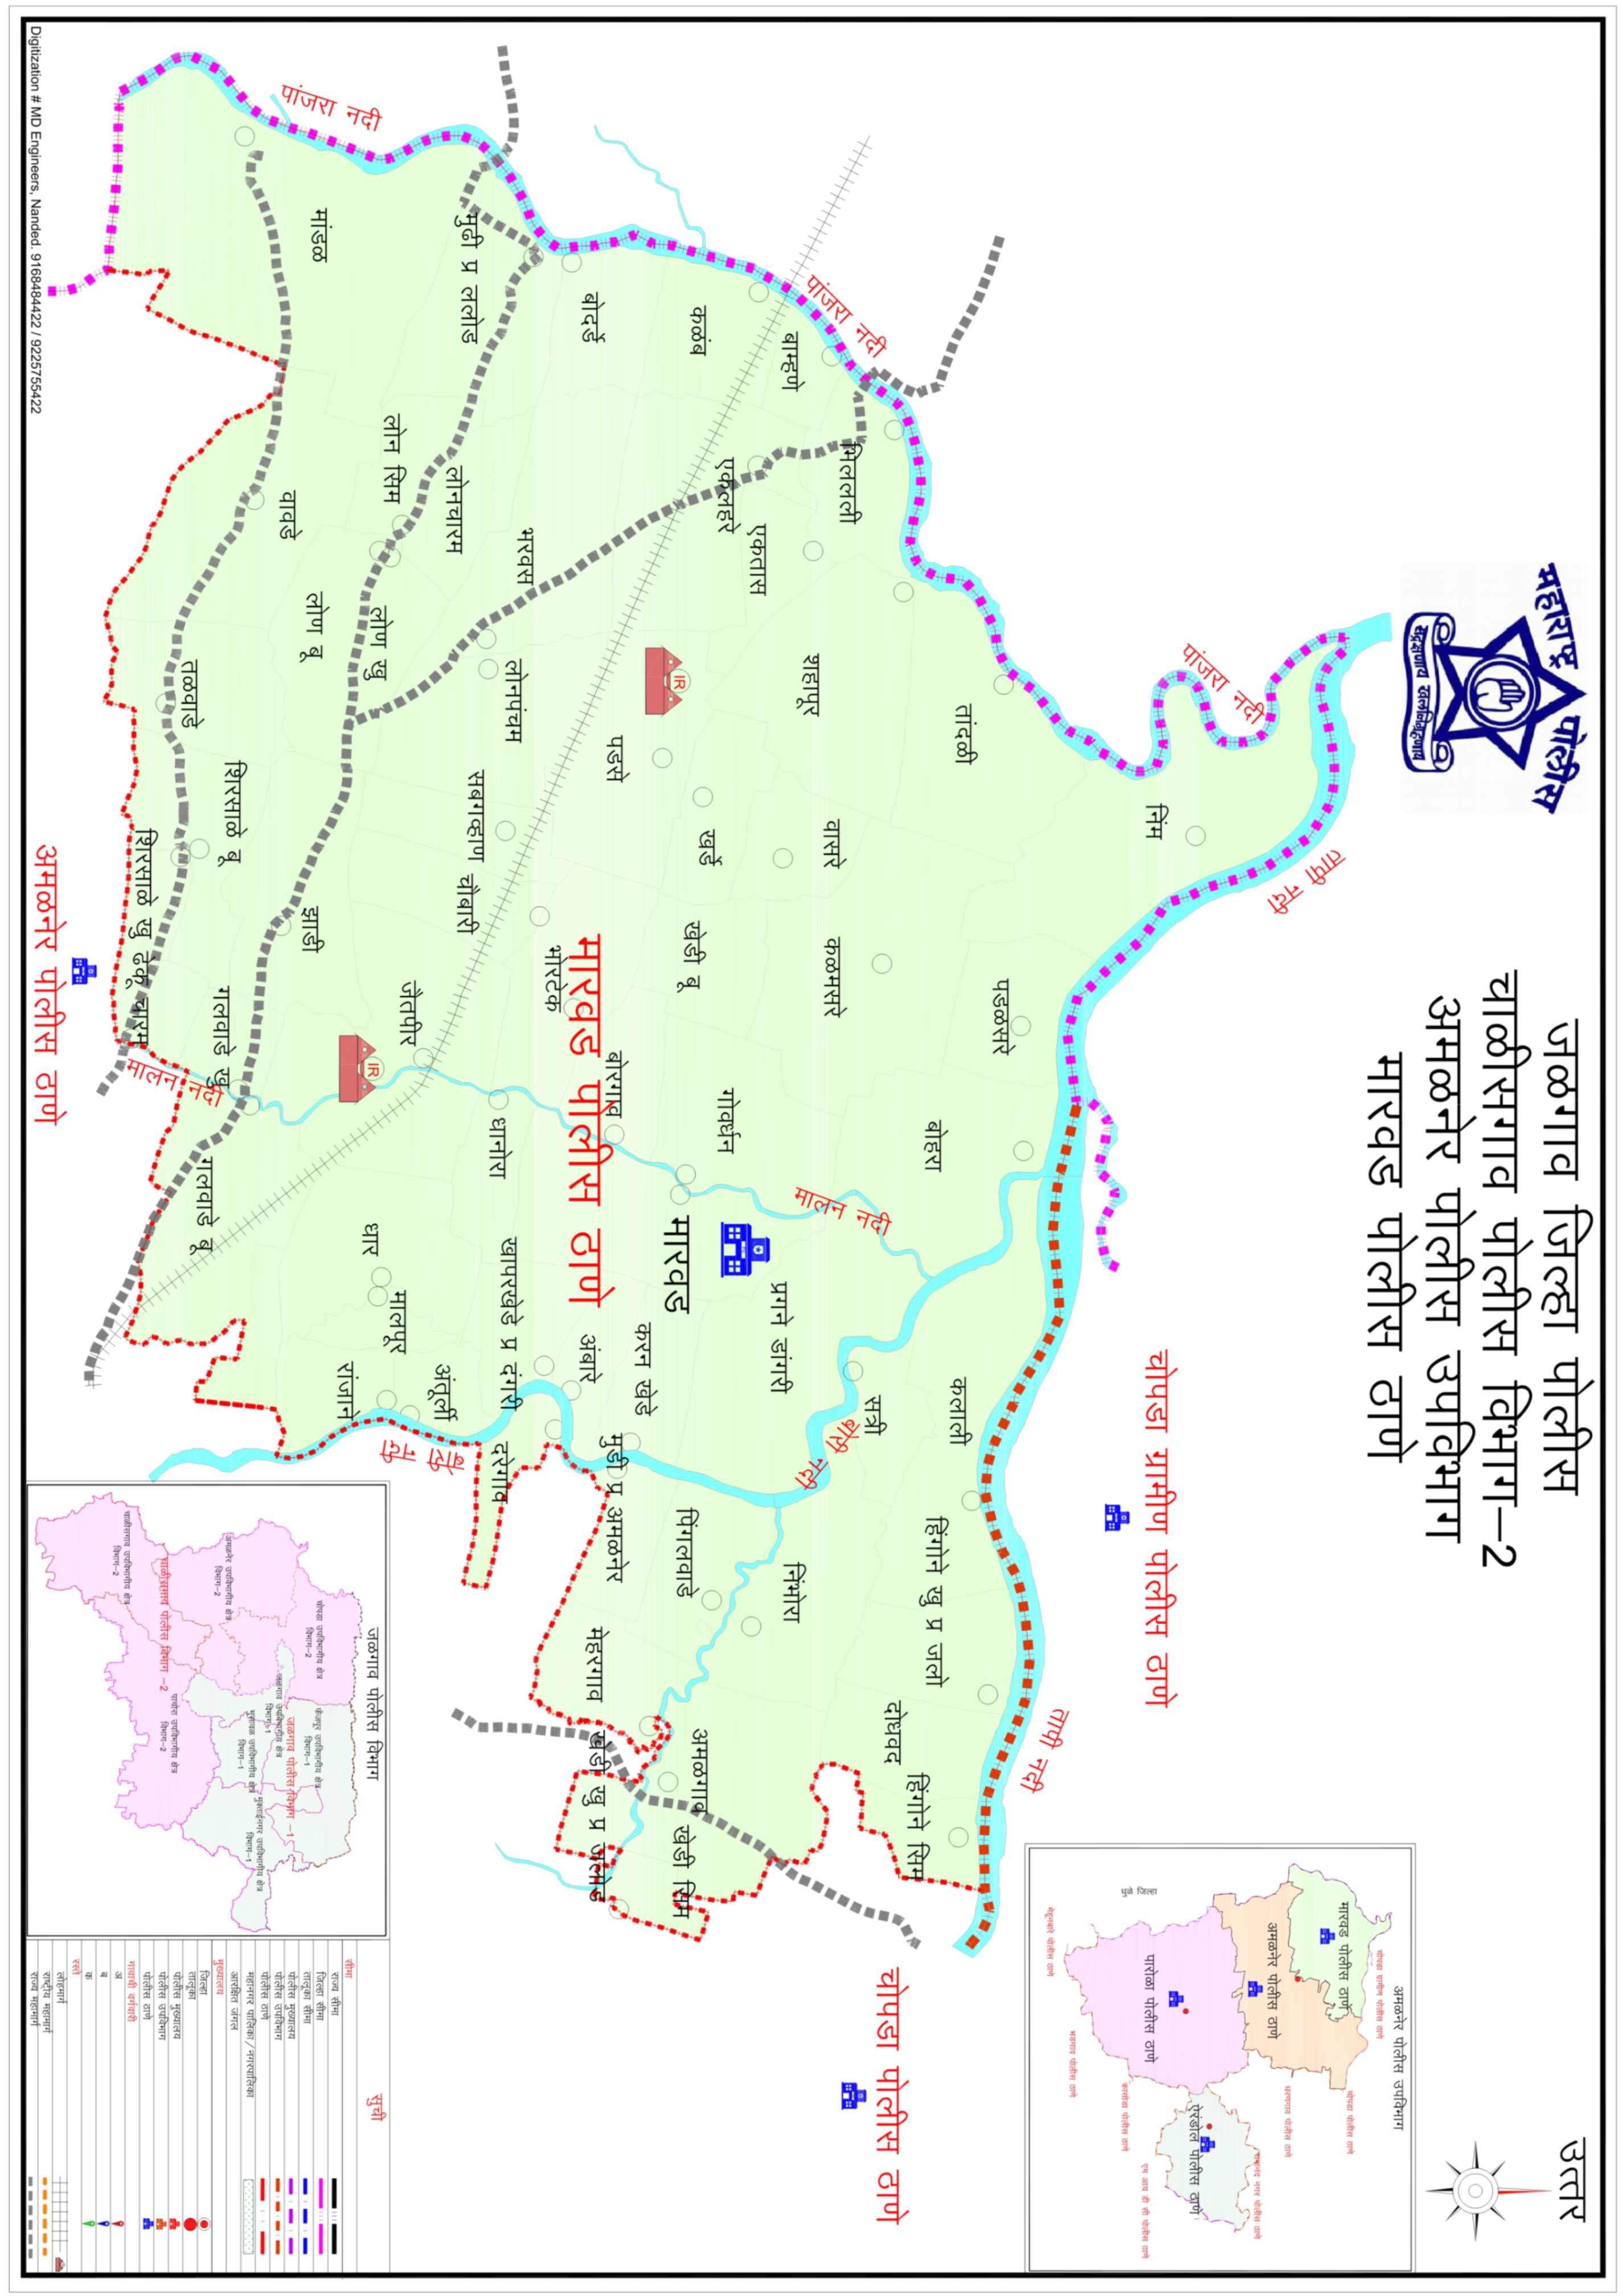 महाराष्ट्र पोलीस
सद्रक्षणाय खलनिग्रहणाय
जळगाव जिल्हा पोलीस
चाळीसगाव पोलीस विभाग–2
अमळनेर पोलीस उपविभाग
मारवड पोलीस ठाणे
उत्तर
अमळनेर पोलीस उपविभाग
चोपडा ग्रामीण पोलीस ठाणे
चोपडा पोलीस ठाणे
मारवड पोलीस ठाणे
धरणगाव पोलीस ठाणे
अमळनेर पोलीस ठाणे
नगर पोलीस ठाणे
ऐरंडोल पोलीस ठाणे
पारोळा पोलीस ठाणे
धुळे जिल्हा
एम आय डी सी पोलीस ठाणे
कासोडा पोलीस ठाणे
भडगाव पोलीस ठाणे
मेहूनबारे पोलीस ठाणे
तापी नदी
पांजरा नदी
निंम
चोपडा ग्रामीण पोलीस ठाणे
तापी नदी
पडळसरे
तांदळी
बोहरा
कलाली
हिंगोने खु प्र जलो
हिंगोने सिम
दोधवद
चोपडा पोलीस ठाणे
पांजरा नदी
भिलली
सत्री
मालन नदी
बोरी नदी
बाम्हणे
शहापूर
वासरे
कळमसरे
प्रगने डांगरी
निंभोरा
एकतास
एकलहरे
कळंब
खर्डे
खेडी बू
गोवर्धन
मारवड
पिंगलवाडे
अमळगाव
खेडी सिम
IR
करन खेडे
पडसे
बोरगाव
मुडी प्र अमळनेर
मेहरगाव
खेडी खु प्र जलोड
बोदर्डे
मारवड पोलीस ठाणे
अंबारे
भोरटेक
भरवस
लोनपंचम
खापरखेडे प्र दंगरी
दरेगाव
धानोरा
सबगव्हाण
चौबारी
मुढी प्र ललोड
लोनचारम
अंतूर्ली
बोरी नदी
जैतपीर
मालपूर
लोन सिम
लोण खु
धार
IR
रांजाने
पांजरा नदी
मांडळ
लोण बू
झाडी
वावडे
शिरसाळे बू
गलवाडे खु
गलवाडे बू
तळवाडे
मालन नदी
शिरसाळे खु
ढेकू चारम
अमळनेर पोलीस ठाणे
जळगाव पोलीस विभाग
चोपडा उपविभागीय क्षेत्र
विभाग–2
फैजपूर उपविभागीय क्षेत्र
विभाग–1
जळगाव पोलीस विभाग –1
जळगाव उपविभागीय क्षेत्र
विभाग–1
भूसावळ उपविभागीय क्षेत्र
विभाग–1
मुक्ताईनगर उपविभागीय क्षेत्र
विभाग–1
अमळनेर उपविभागीय क्षेत्र
विभाग–2
पाचोरा उपविभागीय क्षेत्र
विभाग–2
चाळीसगाव पोलीस विभाग –2
चाळीसगाव उपविभागीय क्षेत्र
विभाग–2
सुची
सीमा
राज्य सीमा
जिल्हा सीमा
तालूका सीमा
पोलीस मुख्यालय
पोलीस उपविभाग
पोलीस ठाणे
महानगर पालिका/नगरपालिका
आरक्षित जंगल
मुख्यालय
जिल्हा
तालूका
पोलीस मुख्यालय
पोलीस उपविभाग
पोलीस ठाणे
गावाची वर्गवारी
अ
ब
क
रस्ते
लोहमार्ग
राष्ट्रीय महामार्ग
राज्य महामार्ग
Digitization # MD Engineers, Nanded. 9168484422 / 9225755422